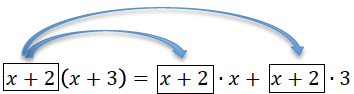 x + 2(x + 3) = x + 2 · x + x + 2 · 3